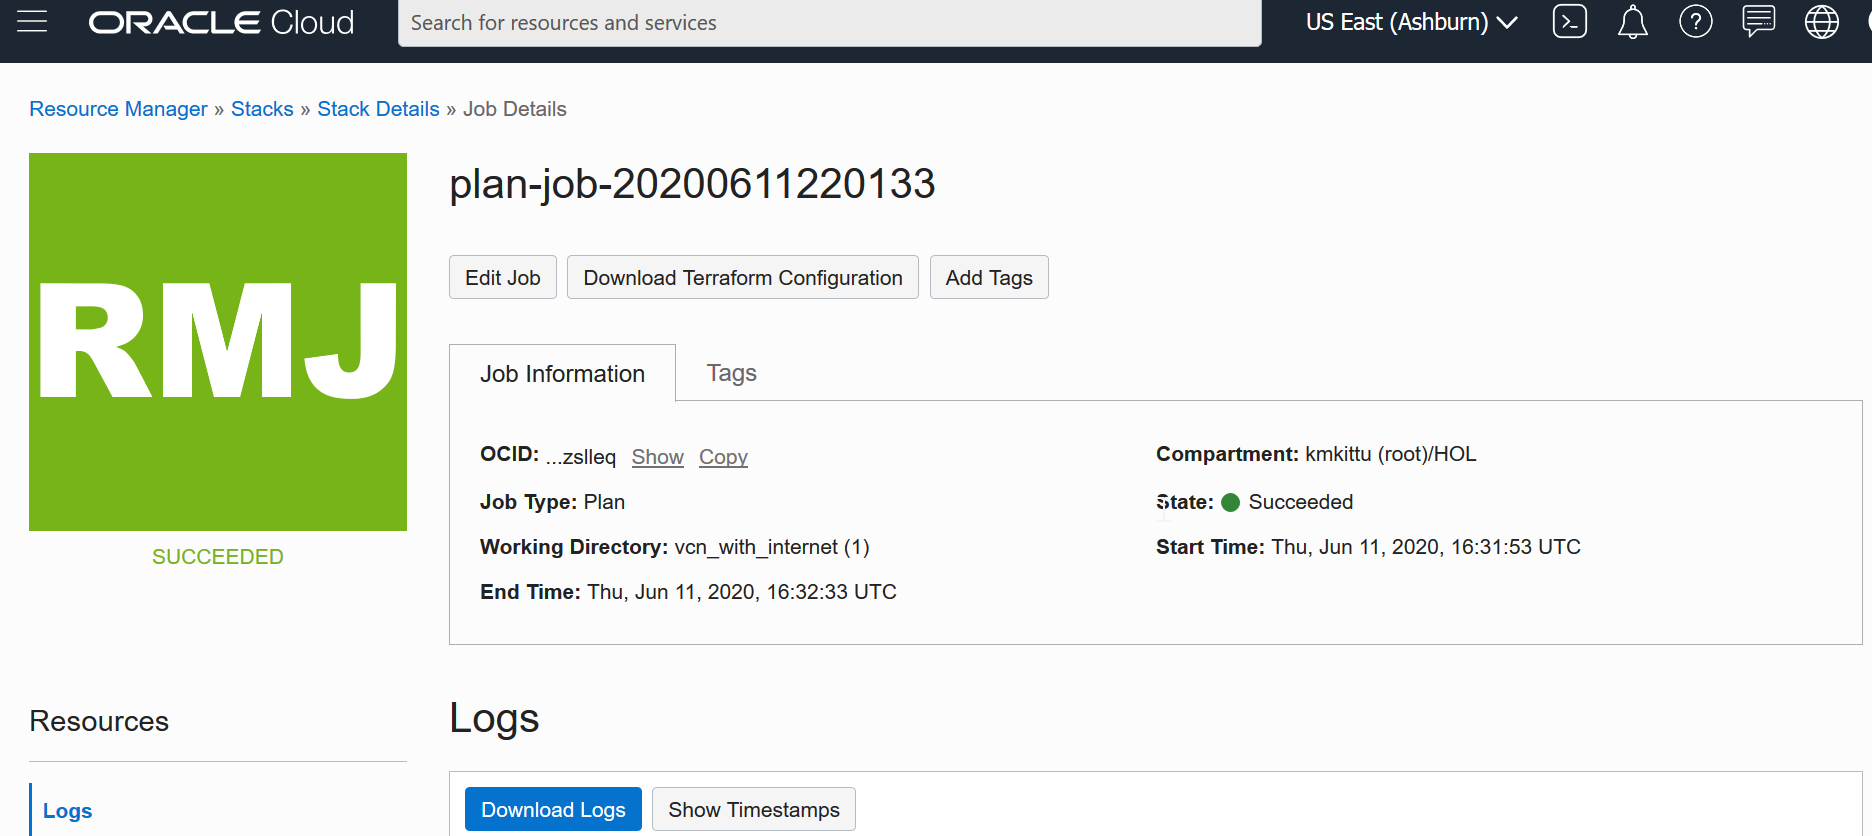 ORACLE Cloud
Search for resources and services
US East (Ashburn)
Resource Manager » Stacks » Stack Details » Job Details
RMJ
SUCCEEDED
plan-job-20200611220133
Edit Job
Download Terraform Configuration
Add Tags
Job Information
Tags
OCID: ...zslleq Show Copy
Compartment: kmkittu (root)/HOL
Job Type: Plan
State: Succeeded
Working Directory: vcn_with_internet (1)
Start Time: Thu, Jun 11, 2020, 16:31:53 UTC
End Time: Thu, Jun 11, 2020, 16:32:33 UTC
Resources
Logs
Logs
Download Logs
Show Timestamps